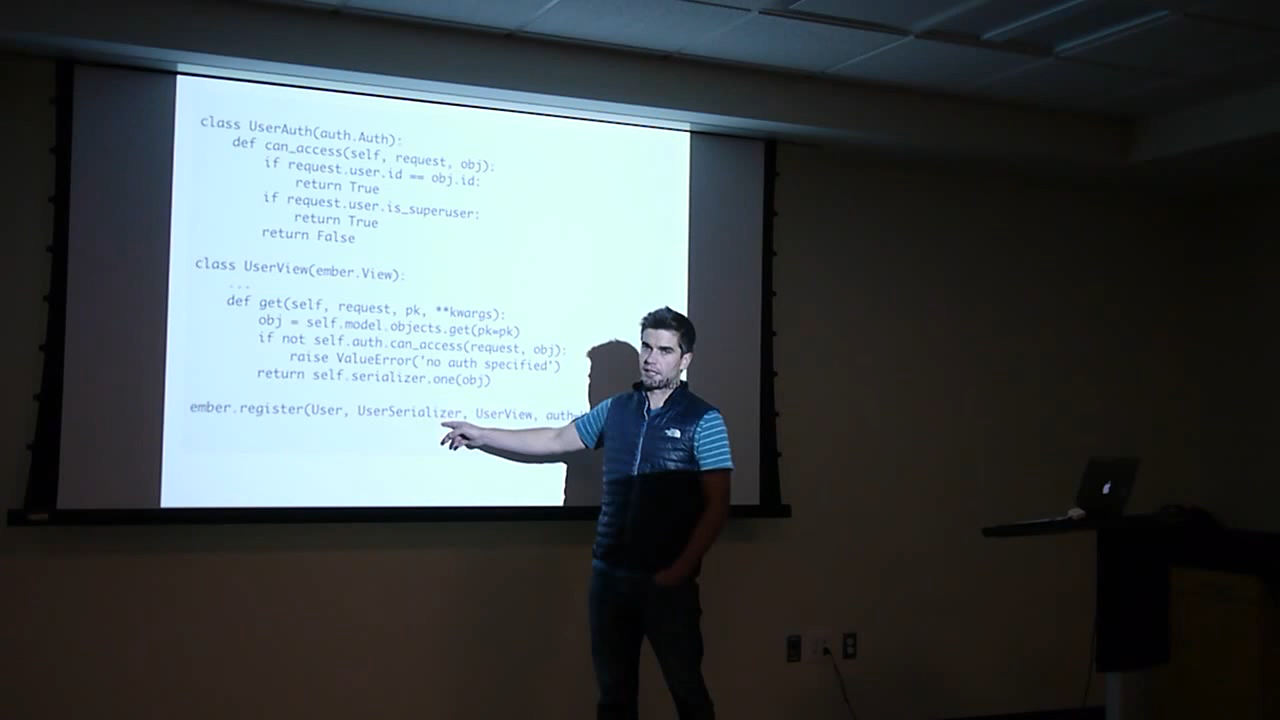 class UserAuth(auth.Auth):
def can_access(self, request, obj):
if request.user.id == obj.id:
return True
if request.user.is_superuser:
return True
return False
class UserView(ember.View):
...
def get(self, request, pk, **kwargs):
obj = self.model.objects.get(pk=pk)
if not self.auth.can_access(request, obj):
raise ValueError('no auth specified')
return self.serializer.one(obj)
ember.register(User, UserSerializer, UserView, auth=